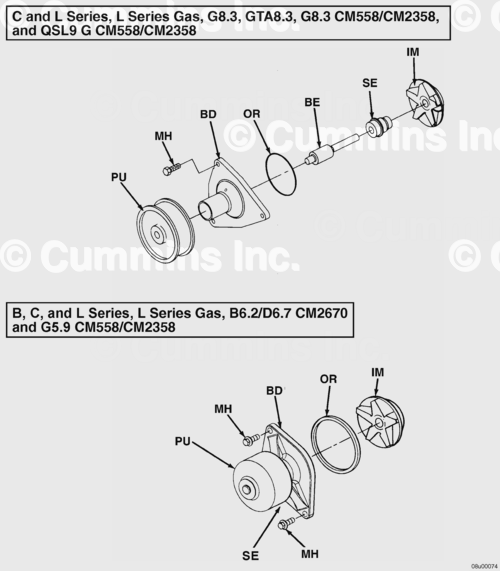 C and L Series, L Series Gas, G8.3, GTA8.3, G8.3 CM558/CM2358,
and QSL9 G CM558/CM2358
IM
SE
BE
OR
BD
MH
PU
© Cummins Inc.
© Cummins Inc.
B, C, and L Series, L Series Gas, B6.2/D6.7 CM2670
and G5.9 CM558/CM2358
IM
OR
BD
MH
PU
SE
MH
08u00074